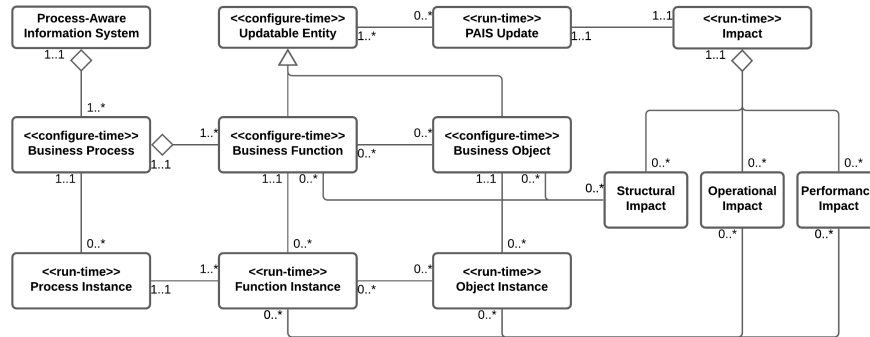 Process-Aware
Information System
<<configure-time>>
Updatable Entity
<<run-time>>
PAIS Update
<<run-time>>
Impact
1..1
1..*
0..*
1..1
1..1
1..1
1..*
<<configure-time>>
Business Process
1..1
1..*
<<configure-time>>
Business Function
0..*
0..*
<<configure-time>>
Business Object
1..1
1..1
0..*
1..1
0..*
0..*
0..*
0..*
0..*
Structural
Impact
Operational
Impact
Performanc
Impact
0..*
0..*
0..*
0..*
0..*
<<run-time>>
Process Instance
1..1
1..*
<<run-time>>
Function Instance
0..*
0..*
<<run-time>>
Object Instance
0..*
0..*